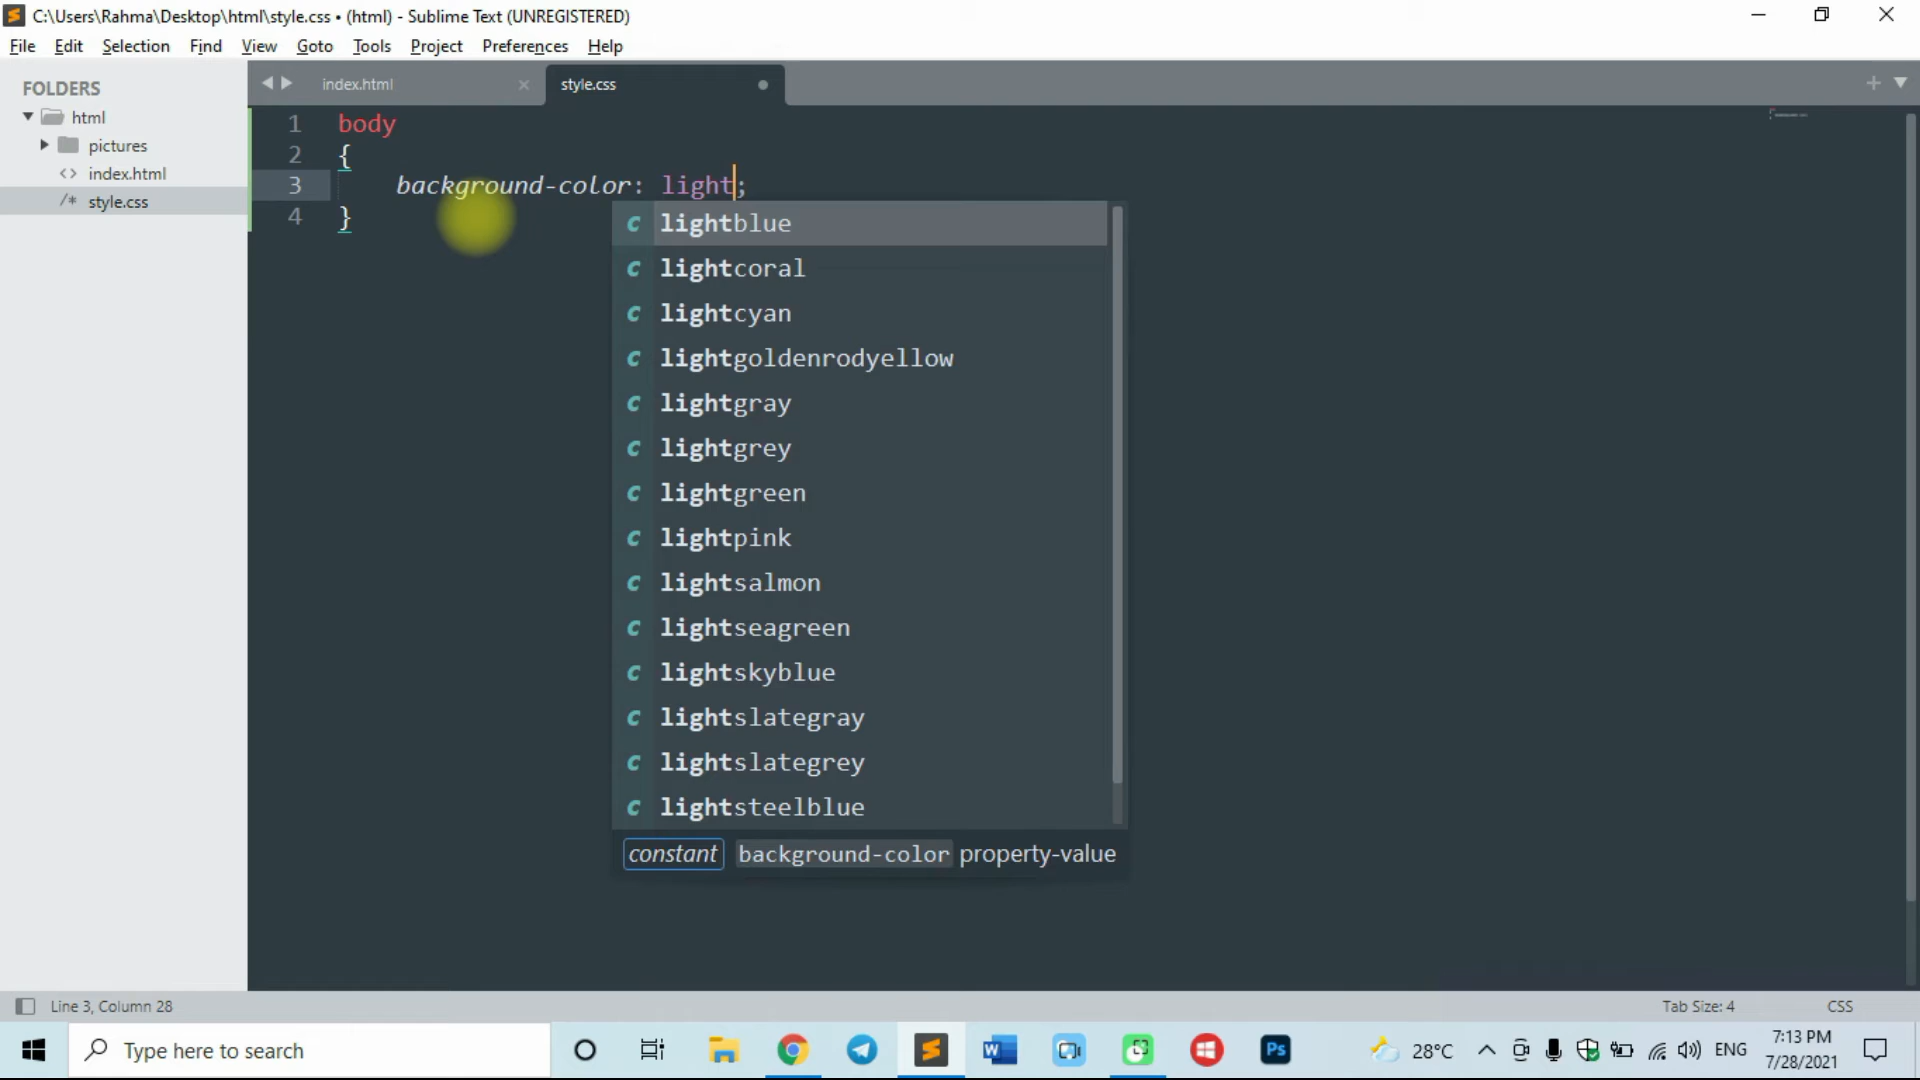 C:\Users\Rahma\Desktop\html\style.css • (html) - Sublime Text (UNREGISTERED)
File Edit Selection Find View Goto Tools Project Preferences Help
FOLDERS
html
pictures
<> index.html
/* style.css
index.html × style.css
1 body
2 {
3 background-color: light;
4 }
c lightblue
c lightcoral
c lightcyan
c lightgoldenrodyellow
c lightgray
c lightgrey
c lightgreen
c lightpink
c lightsalmon
c lightseagreen
c lightskyblue
c lightslategray
c lightslategrey
c lightsteelblue
constant background-color property-value
Line 3, Column 28 Tab Size: 4 CSS
Type here to search
28°C ENG 7:13 PM
7/28/2021